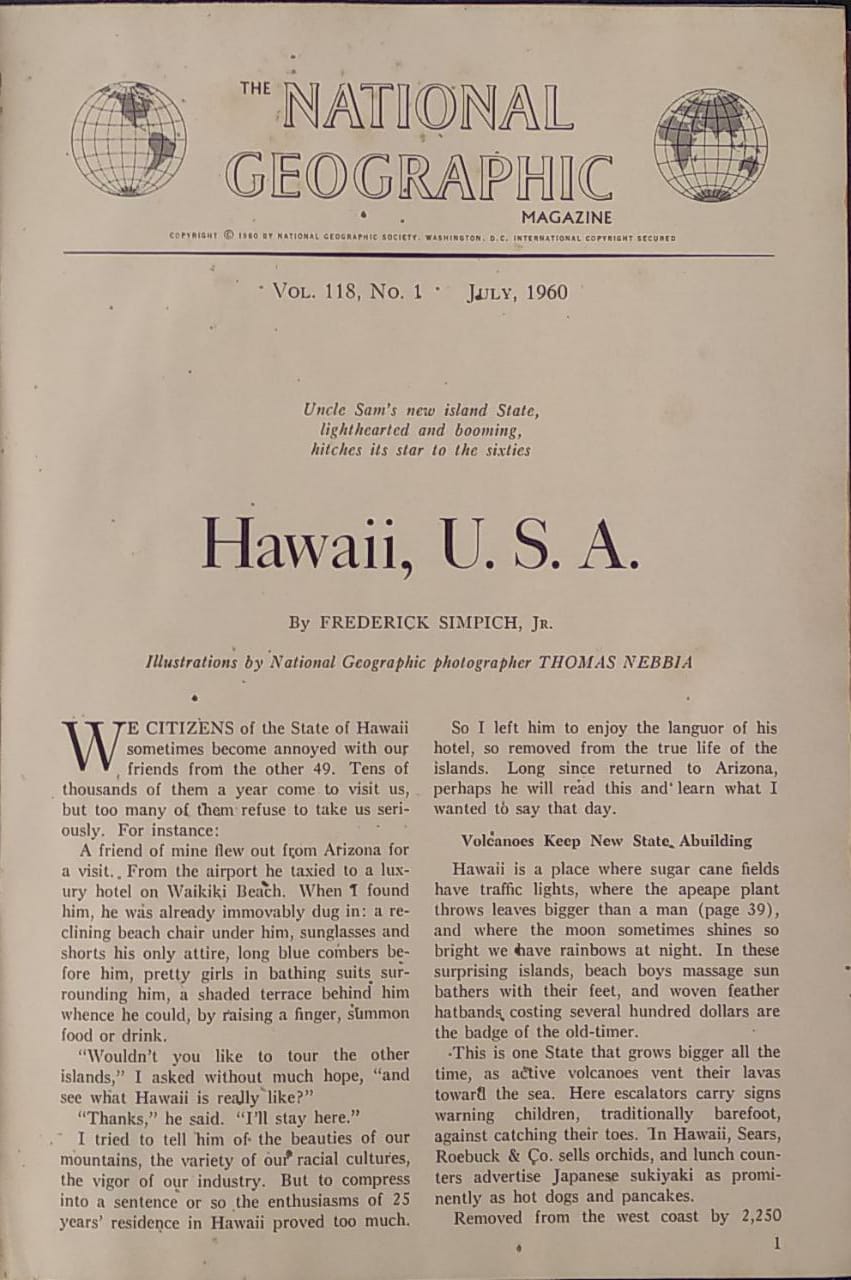 THE NATIONAL
GEOGRAPHIC
MAGAZINE
COPYRIGHT © 1960 BY NATIONAL GEOGRAPHIC SOCIETY, WASHINGTON, D.C. INTERNATIONAL COPYRIGHT SECURED
VOL. 118, NO. 1 JULY, 1960
Uncle Sam's new island State,
lighthearted and booming,
hitches its star to the sixties
Hawaii, U. S. A.
By FREDERICK SIMPICH, JR.
Illustrations by National Geographic photographer THOMAS NEBBIA
WE CITIZENS of the State of Hawaii
sometimes become annoyed with our
friends from the other 49. Tens of
thousands of them a year come to visit us,
but too many of them refuse to take us seri-
ously. For instance:
A friend of mine flew out from Arizona for
a visit. From the airport he taxied to a lux-
ury hotel on Waikiki Beach. When I found
him, he was already immovably dug in: a re-
clining beach chair under him, sunglasses and
shorts his only attire, long blue combers be-
fore him, pretty girls in bathing suits sur-
rounding him, a shaded terrace behind him
whence he could, by raising a finger, summon
food or drink.
"Wouldn't you like to tour the other
islands," I asked without much hope, "and
see what Hawaii is really like?"
"Thanks," he said. "I'll stay here."
I tried to tell him of the beauties of our
mountains, the variety of our racial cultures,
the vigor of our industry. But to compress
into a sentence or so the enthusiasms of 25
years' residence in Hawaii proved too much.
So I left him to enjoy the languor of his
hotel, so removed from the true life of the
islands. Long since returned to Arizona,
perhaps he will read this and learn what I
wanted to say that day.
Volcanoes Keep New State Abuilding
Hawaii is a place where sugar cane fields
have traffic lights, where the apeape plant
throws leaves bigger than a man (page 39),
and where the moon sometimes shines so
bright we have rainbows at night. In these
surprising islands, beach boys massage sun
bathers with their feet, and woven feather
hatbands costing several hundred dollars are
the badge of the old-timer.
This is one State that grows bigger all the
time, as active volcanoes vent their lavas
toward the sea. Here escalators carry signs
warning children, traditionally barefoot,
against catching their toes. In Hawaii, Sears,
Roebuck & Co. sells orchids, and lunch coun-
ters advertise Japanese sukiyaki as promi-
nently as hot dogs and pancakes.
Removed from the west coast by 2,250
1